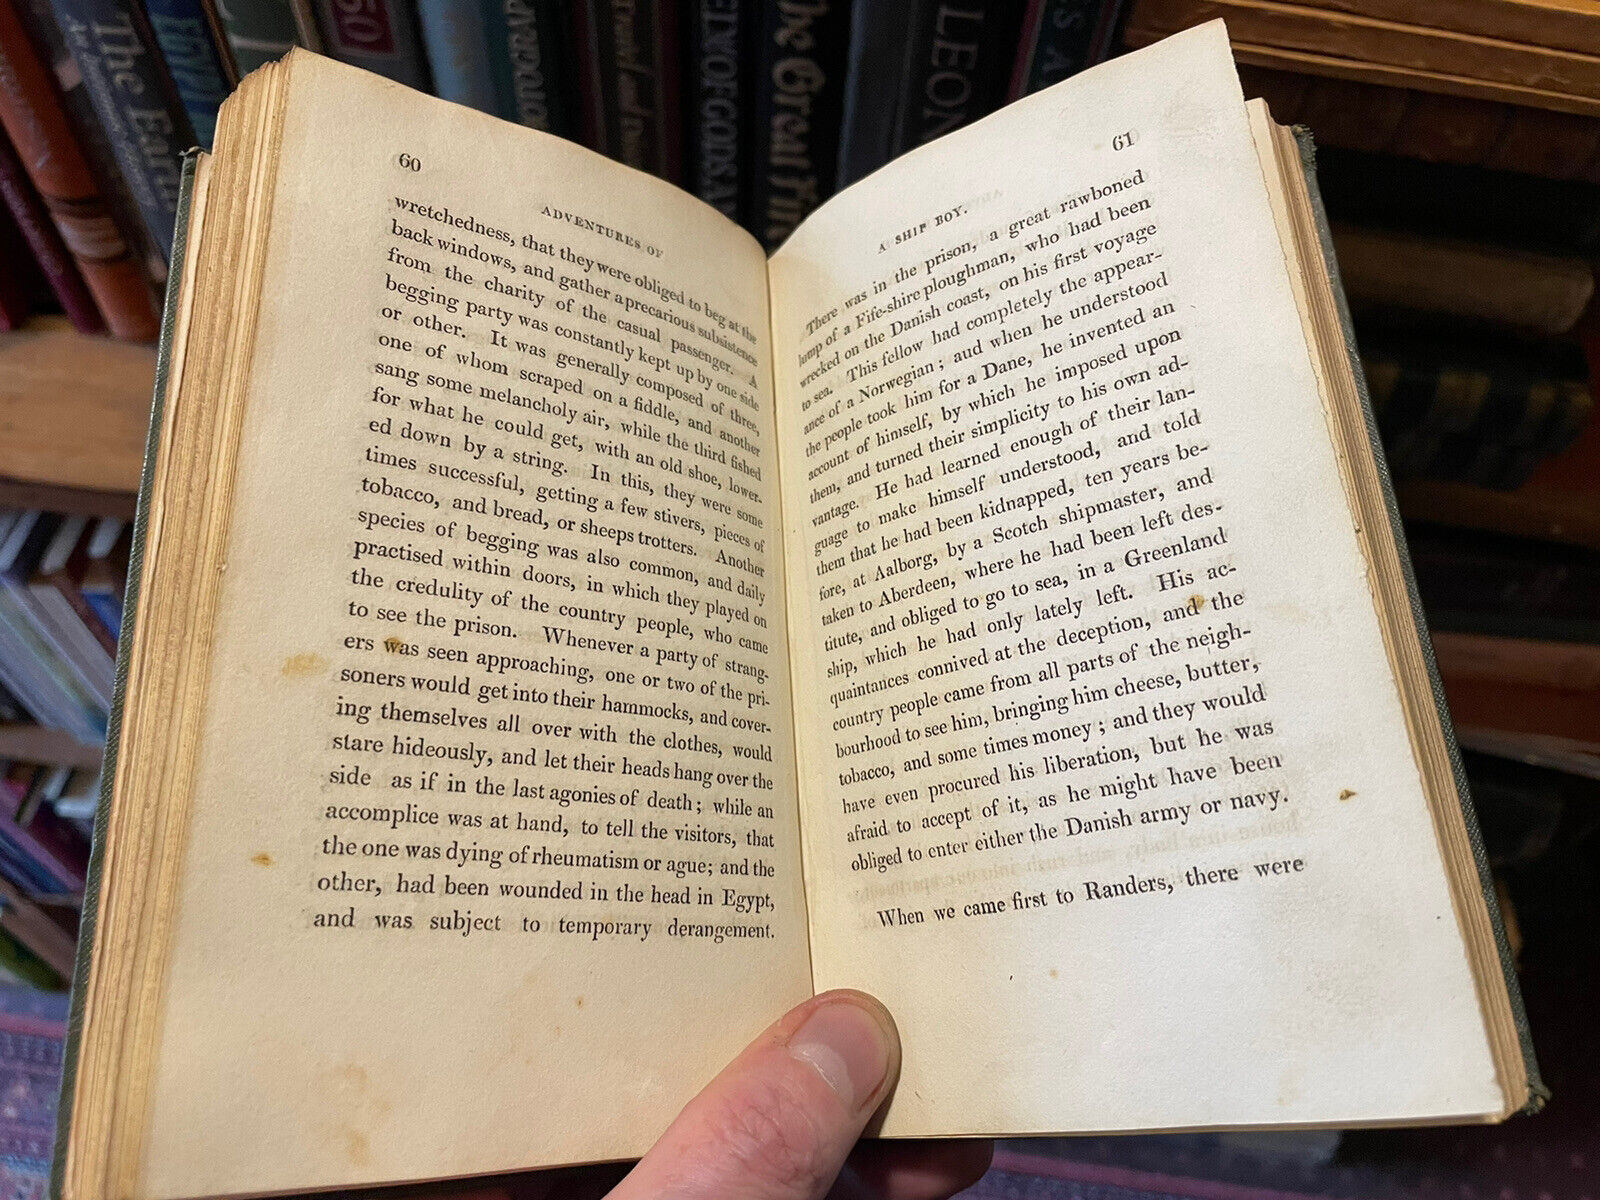 The Earth
60
ADVENTURES OF
wretchedness, that they were obliged to beg at the
back windows, and gather a precarious subsistence
from the charity of the casual passenger. A
begging party was constantly kept up by one side
or other. It was generally composed of three,
one of whom scraped on a fiddle, and another
sang some melancholy air, while the third fished
for what he could get, with an old shoe, lower-
ed down by a string. In this, they were some
times successful, getting a few stivers, pieces of
tobacco, and bread, or sheeps trotters. Another
species of begging was also common, and daily
practised within doors, in which they played on
the credulity of the country people, who came
to see the prison. Whenever a party of strang-
ers was seen approaching, one or two of the pri-
soners would get into their hammocks, and cover-
ing themselves all over with the clothes, would
stare hideously, and let their heads hang over the
side as if in the last agonies of death; while an
accomplice was at hand, to tell the visitors, that
the one was dying of rheumatism or ague; and the
other, had been wounded in the head in Egypt,
and was subject to temporary derangement.
61
A SHIP BOY.
There was in the prison, a great rawboned
lump of a Fife-shire ploughman, who had been
wrecked on the Danish coast, on his first voyage
to sea. This fellow had completely the appear-
ance of a Norwegian; aud when he understood
the people took him for a Dane, he invented an
account of himself, by which he imposed upon
them, and turned their simplicity to his own ad-
vantage. He had learned enough of their lan-
guage to make himself understood, and told
them that he had been kidnapped, ten years be-
fore, at Aalborg, by a Scotch shipmaster, and
taken to Aberdeen, where he had been left des-
titute, and obliged to go to sea, in a Greenland
ship, which he had only lately left. His ac-
quaintances connived at the deception, and the
country people came from all parts of the neigh-
bourhood to see him, bringing him cheese, butter,
tobacco, and some times money; and they would
have even procured his liberation, but he was
afraid to accept of it, as he might have been
obliged to enter either the Danish army or navy.
When we came first to Randers, there were